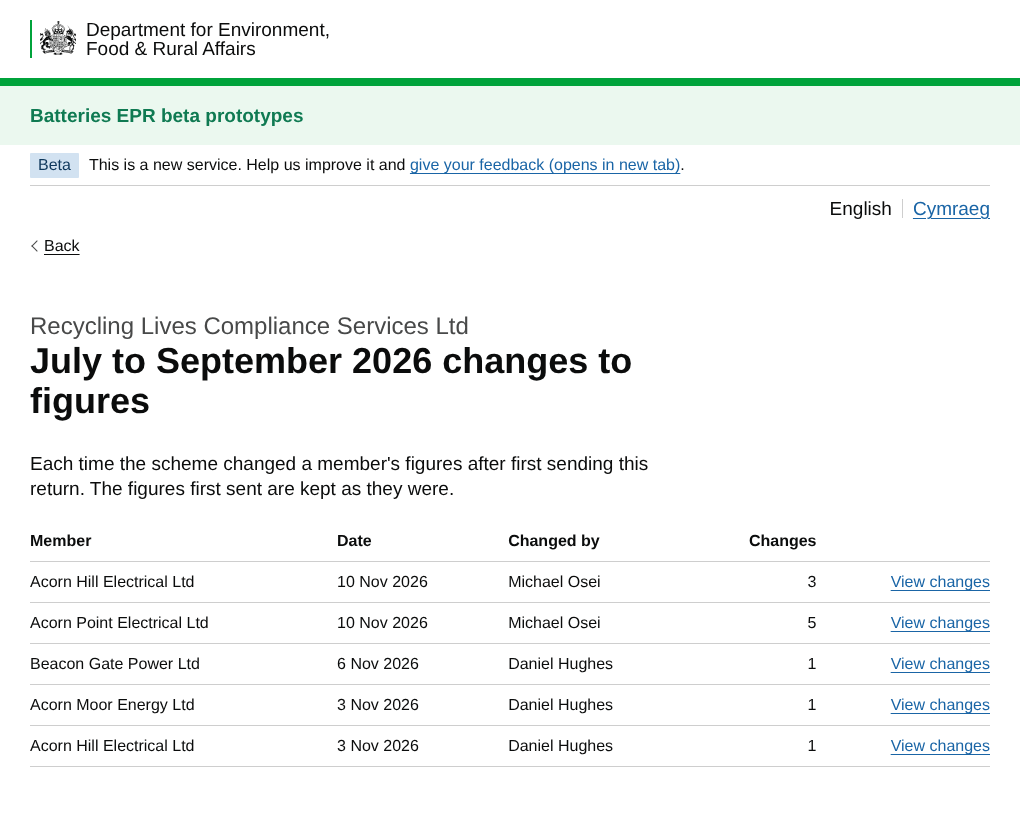 Department for Environment,
Food & Rural Affairs
Batteries EPR beta prototypes
Beta This is a new service. Help us improve it and give your feedback (opens in new tab).
English Cymraeg
Back
Recycling Lives Compliance Services Ltd
July to September 2026 changes to
figures
Each time the scheme changed a member's figures after first sending this
return. The figures first sent are kept as they were.
Member Date Changed by Changes
Acorn Hill Electrical Ltd 10 Nov 2026 Michael Osei 3 View changes
Acorn Point Electrical Ltd 10 Nov 2026 Michael Osei 5 View changes
Beacon Gate Power Ltd 6 Nov 2026 Daniel Hughes 1 View changes
Acorn Moor Energy Ltd 3 Nov 2026 Daniel Hughes 1 View changes
Acorn Hill Electrical Ltd 3 Nov 2026 Daniel Hughes 1 View changes